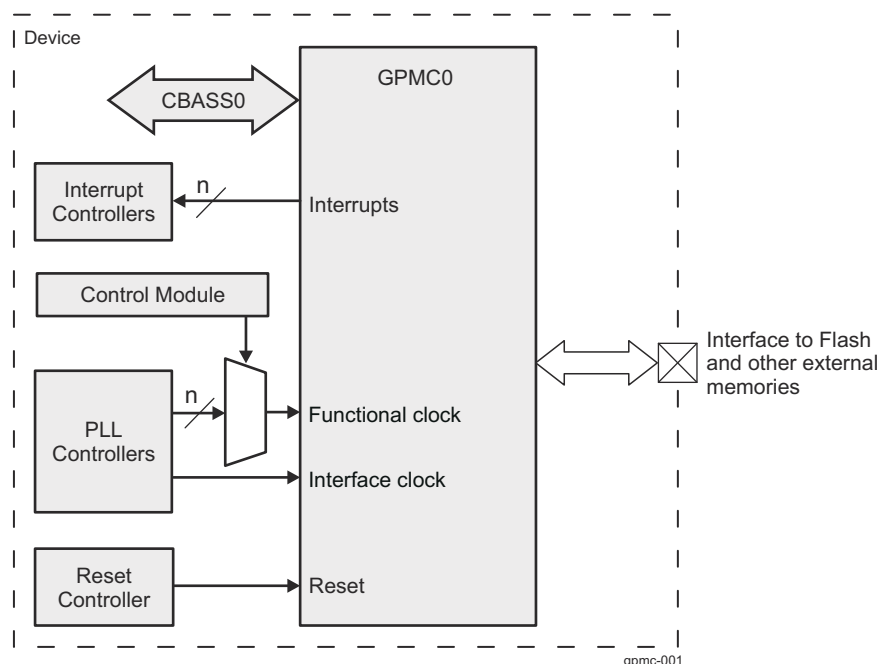 Device
GPMC0
CBASS0
n
Interrupt
Controllers
Interrupts
Control Module
Interface to Flash
and other external
memories
n
PLL
Controllers
Functional clock
Interface clock
Reset
Controller
Reset
gpmc-001